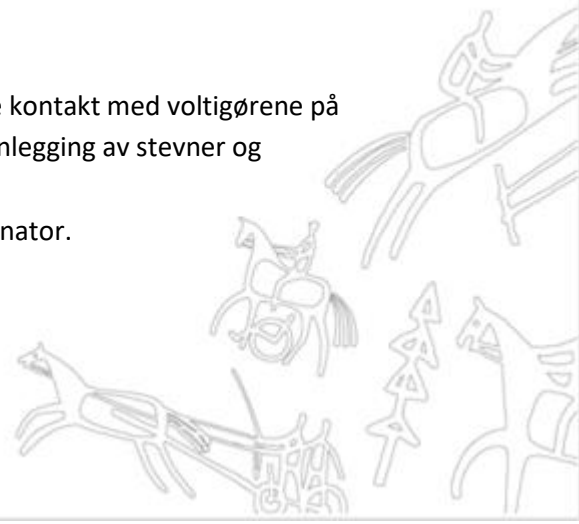 kontakt med voltigørene på
nlegging av stevner og
nator.